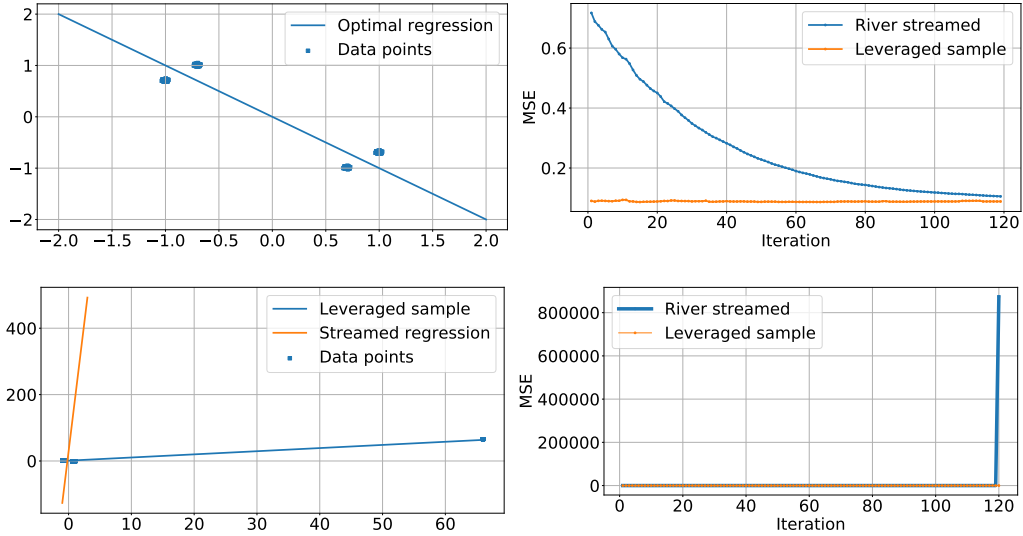 2
1
0
−1
−2
−2.0 −1.5 −1.0 −0.5 0.0 0.5 1.0 1.5 2.0
Optimal regression
Data points
MSE
0.6
0.4
0.2
0 20 40 60 80 100 120
Iteration
River streamed
Leveraged sample
400
200
0
0 10 20 30 40 50 60
Leveraged sample
Streamed regression
Data points
MSE
800000
600000
400000
200000
0
0 20 40 60 80 100 120
Iteration
River streamed
Leveraged sample